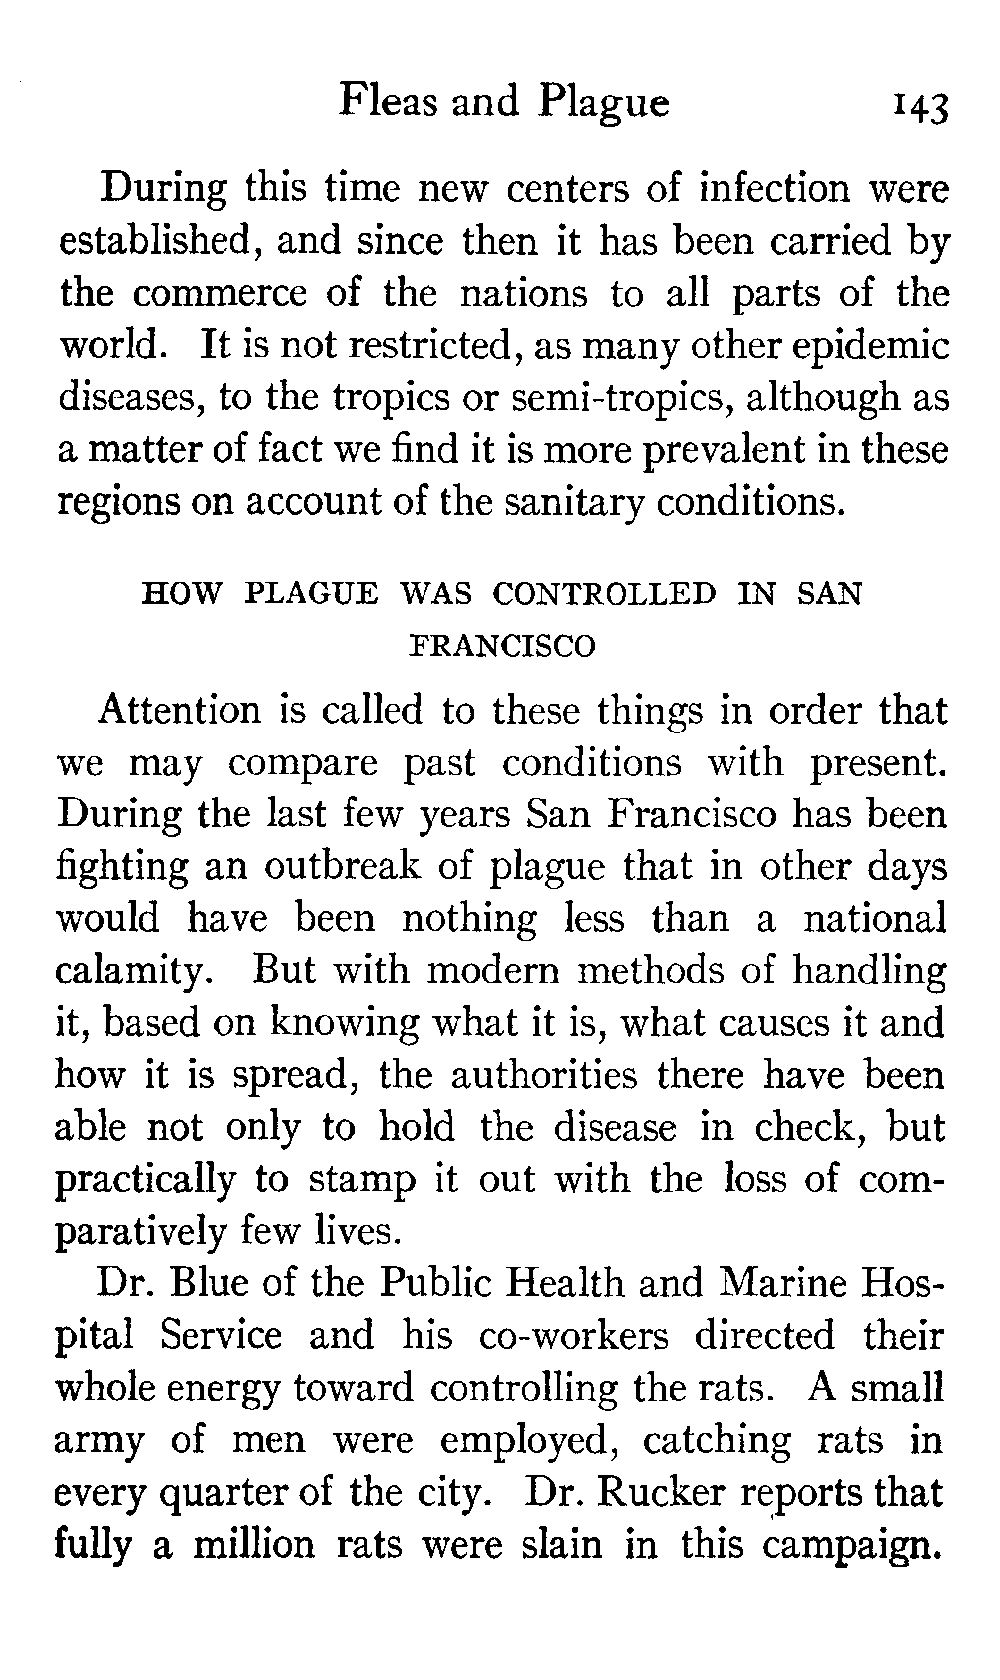 Fleas and Plague 143
During this time new centers of infection were
established, and since then it has been carried by
the commerce of the nations to all parts of the
world. It is not restricted, as many other epidemic
diseases, to the tropics or semi-tropics, although as
a matter of fact we find it is more prevalent in these
regions on account of the sanitary conditions.
HOW PLAGUE WAS CONTROLLED IN SAN
FRANCISCO
Attention is called to these things in order that
we may compare past conditions with present.
During the last few years San Francisco has been
fighting an outbreak of plague that in other days
would have been nothing less than a national
calamity. But with modern methods of handling
it, based on knowing what it is, what causes it and
how it is spread, the authorities there have been
able not only to hold the disease in check, but
practically to stamp it out with the loss of com-
paratively few lives.
Dr. Blue of the Public Health and Marine Hos-
pital Service and his co-workers directed their
whole energy toward controlling the rats. A small
army of men were employed, catching rats in
every quarter of the city. Dr. Rucker reports that
fully a million rats were slain in this campaign.